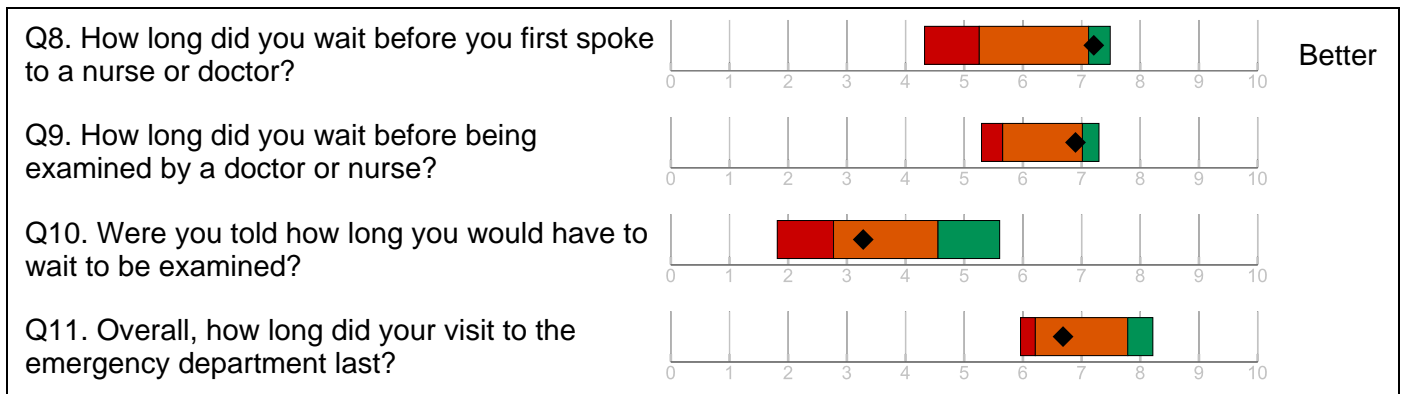 Q8. How long did you wait before you first spoke
to a nurse or doctor?
Better
0 1 2 3 4 5 6 7 8 9 10
Q9. How long did you wait before being
examined by a doctor or nurse?
0 1 2 3 4 5 6 7 8 9 10
Q10. Were you told how long you would have to
wait to be examined?
0 1 2 3 4 5 6 7 8 9 10
Q11. Overall, how long did your visit to the
emergency department last?
0 1 2 3 4 5 6 7 8 9 10